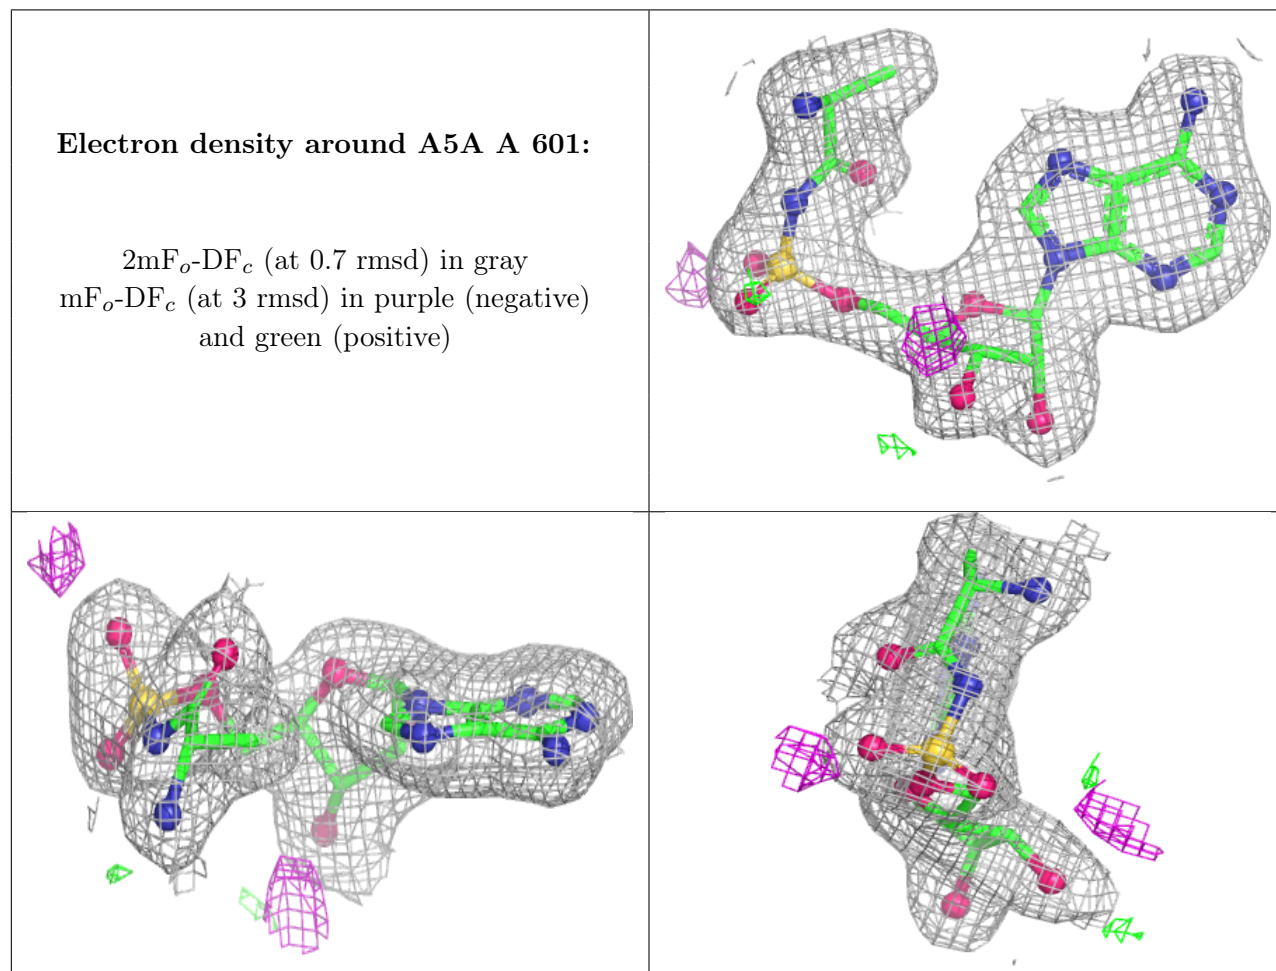 Electron density around A5A A 601:
2mFo-DFc (at 0.7 rmsd) in gray
mFo-DFc (at 3 rmsd) in purple (negative)
and green (positive)